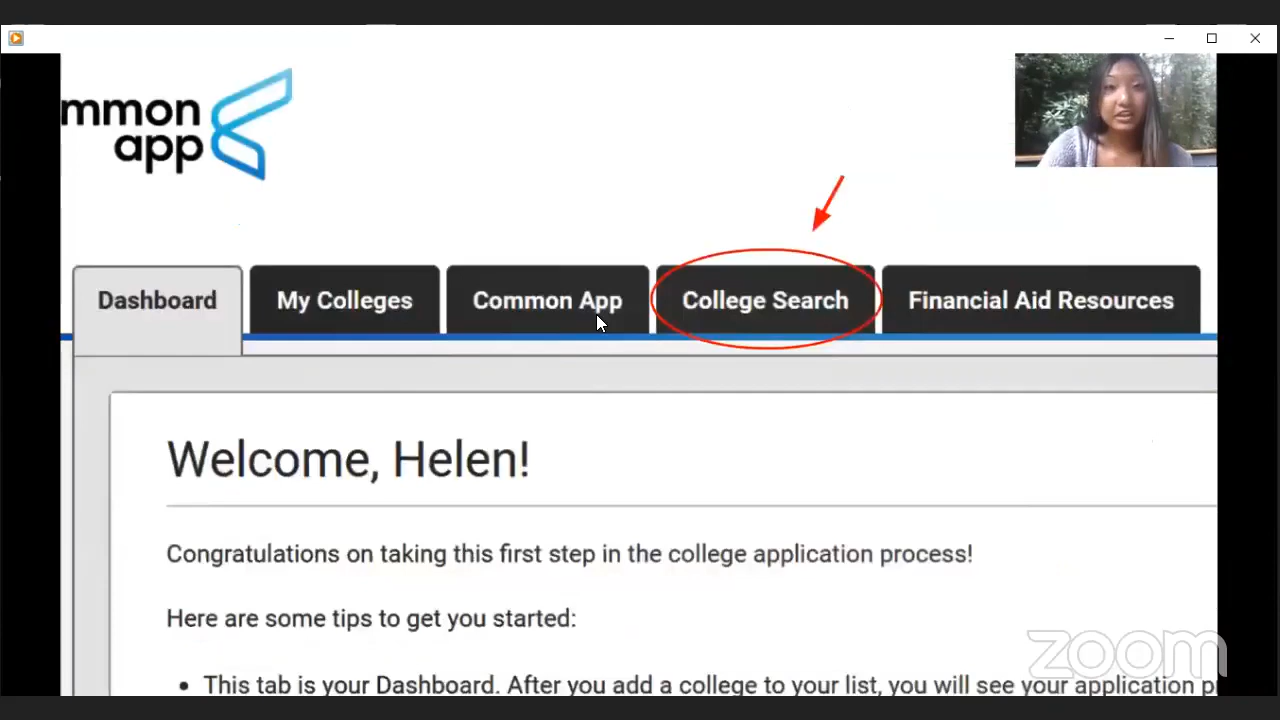 mmon
app
Dashboard
My Colleges
Common App
College Search
Financial Aid Resources
Welcome, Helen!
Congratulations on taking this first step in the college application process!
Here are some tips to get you started:
• This tab is your Dashboard. After you add a college to your list, you will see your application p
zoom